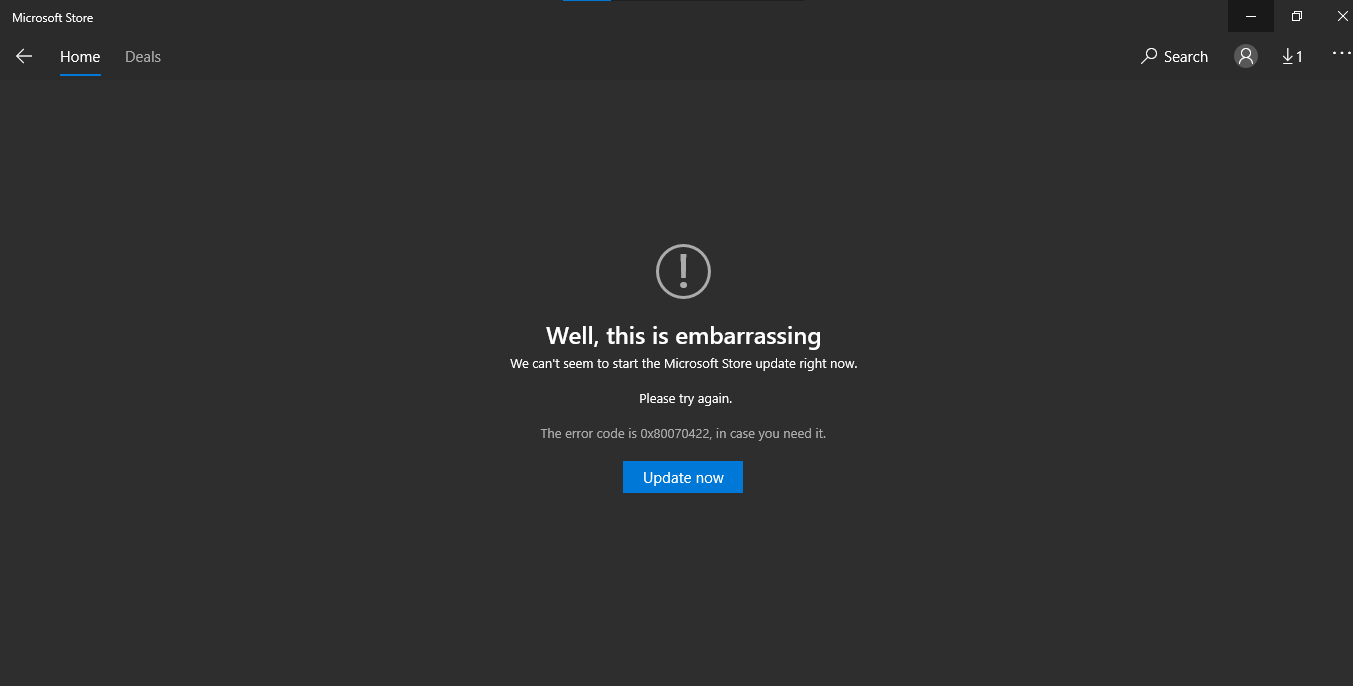 Microsoft Store
Home Deals Search 1 ...
Well, this is embarrassing
We can't seem to start the Microsoft Store update right now.
Please try again.
The error code is 0x80070422, in case you need it.
Update now